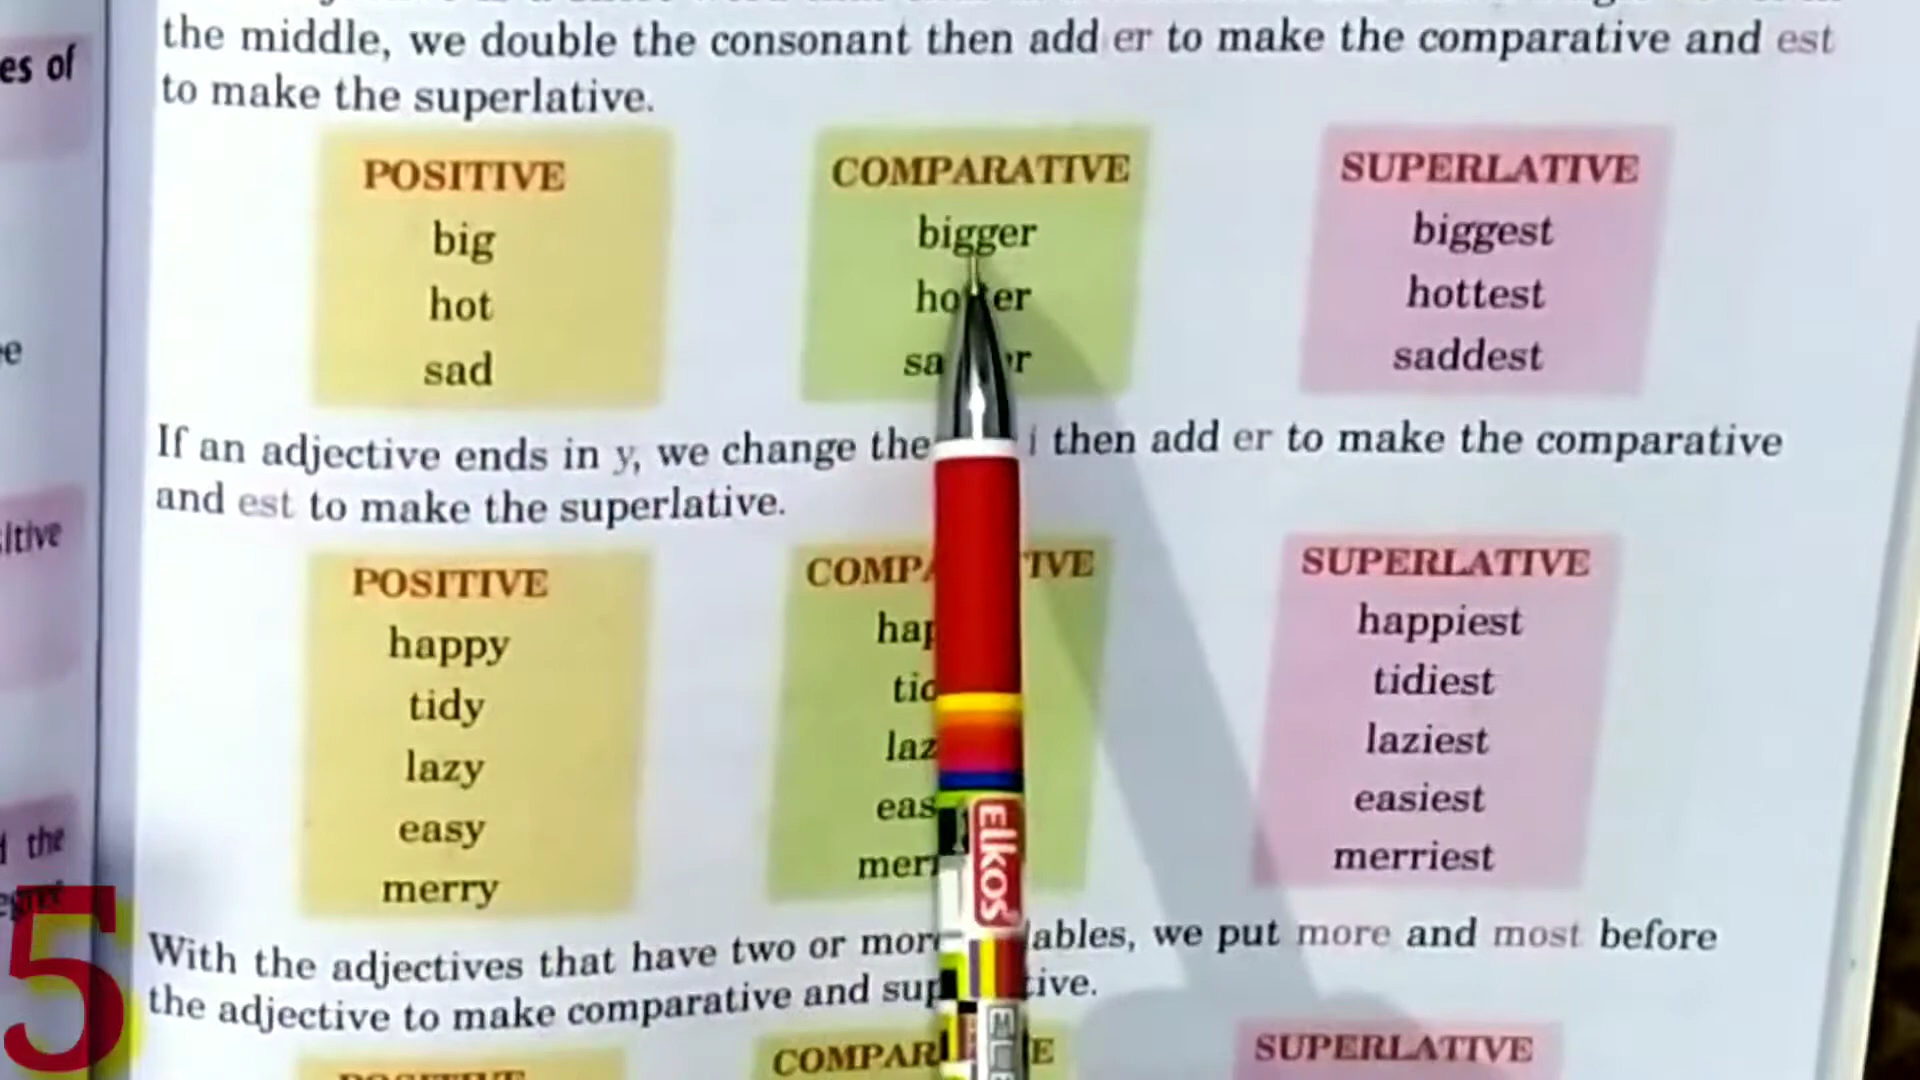 the middle, we double the consonant then add er to make the comparative and est
to make the superlative.
POSITIVE COMPARATIVE SUPERLATIVE
big bigger biggest
hot hotter hottest
sad saddest
If an adjective ends in y, we change the i then add er to make the comparative
and est to make the superlative.
POSITIVE SUPERLATIVE
happy happiest
tidy tidiest
lazy laziest
easy easiest
merry merriest
With the adjectives that have two or more we put more and most before
the adjective to make comparative and
SUPERLATIVE
es of
the
5
Elkos